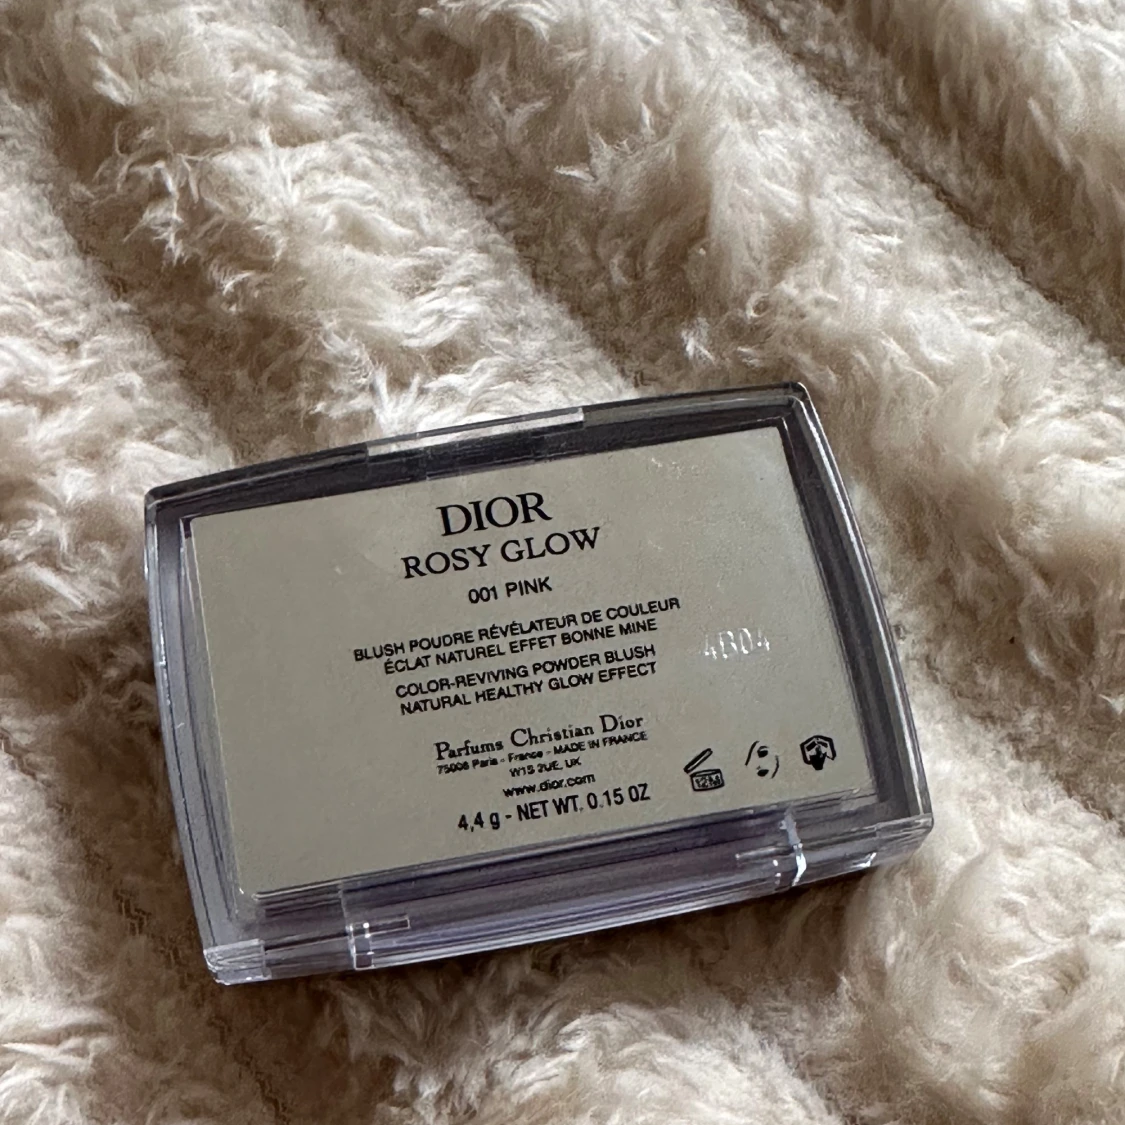 DIOR
ROSY GLOW
001 PINK
BLUSH POUDRE RÉVÉLATEUR DE COULEUR
ÉCLAT NATUREL EFFET BONNE MINE
COLOR-REVIVING POWDER BLUSH
NATURAL HEALTHY GLOW EFFECT
4B04
Parfums Christian Dior
75008 Paris - France - MADE IN FRANCE
W1S 2UE, UK
www.dior.com
4,4 g - NET WT. 0.15 OZ
12M